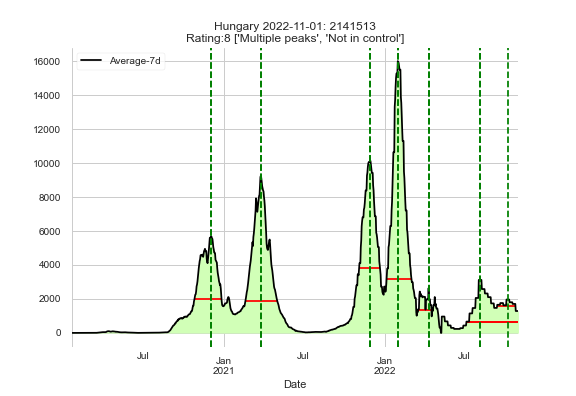 Hungary 2022-11-01: 2141513
Rating:8 ['Multiple peaks', 'Not in control']
Average-7d
16000
14000
12000
10000
8000
6000
4000
2000
0
Jul
Jan
2021
Jul
Jan
2022
Jul
Date